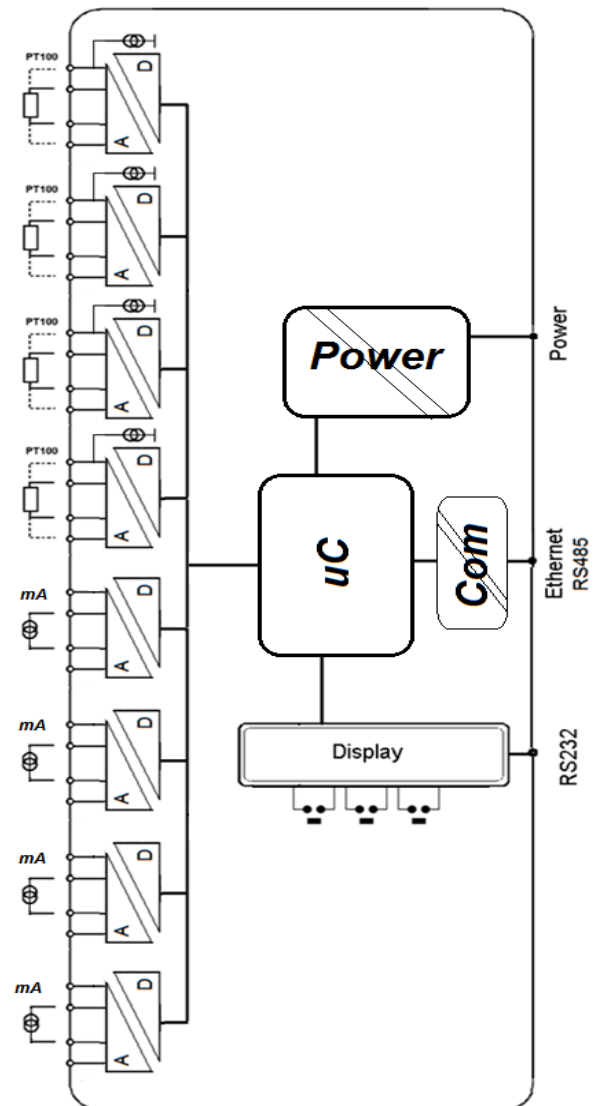 PT100
D
A
PT100
D
A
PT100
D
A
PT100
D
A
mA
D
A
mA
D
A
mA
D
A
mA
D
A
Power
Power
uC
Com
Ethernet
RS485
Display
RS232